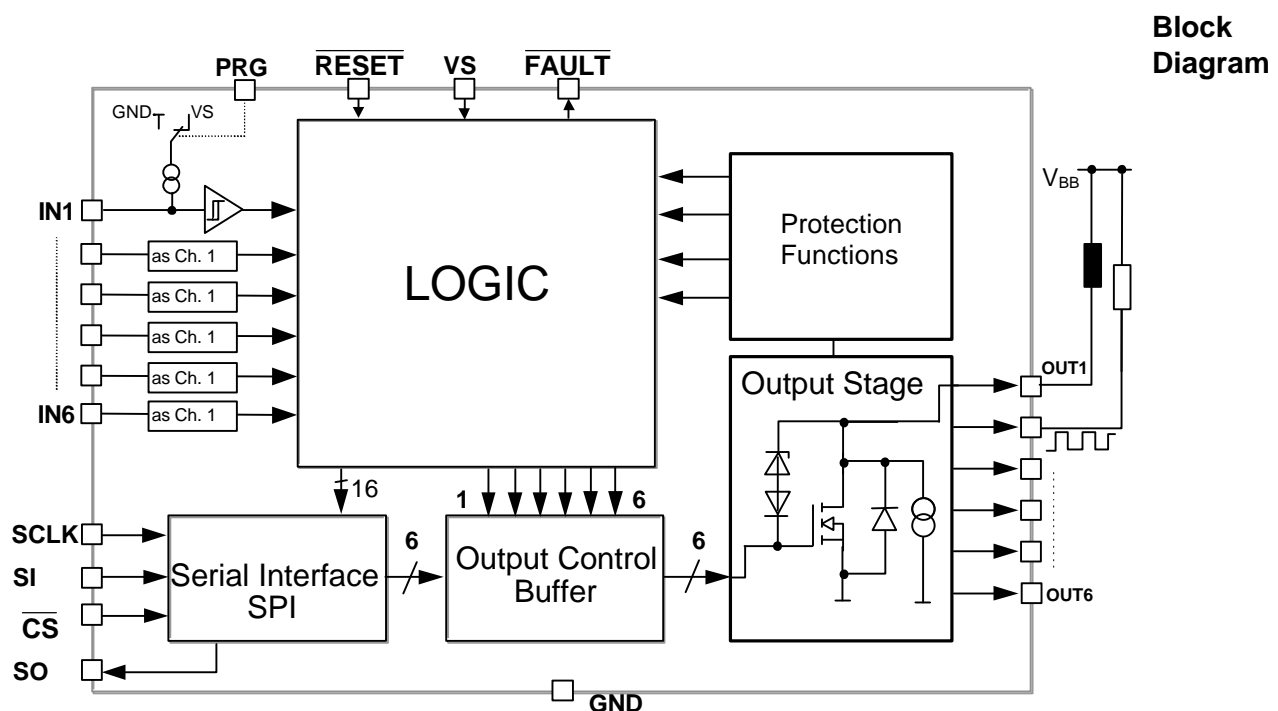 Block
Diagram
PRG
RESET
VS
FAULT
GND
VS
IN1
as Ch. 1
as Ch. 1
as Ch. 1
as Ch. 1
IN6
as Ch. 1
LOGIC
Protection
Functions
VBB
Output Stage
OUT1
OUT6
16
1
6
SCLK
SI
CS
SO
Serial Interface
SPI
6
Output Control
Buffer
6
GND